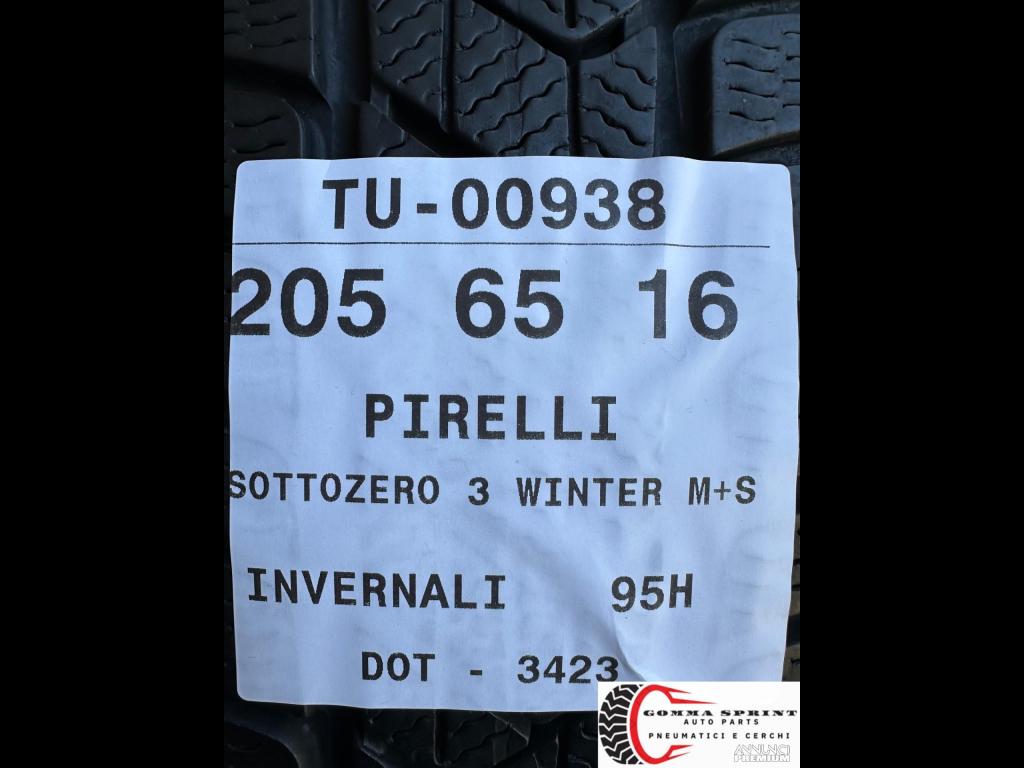 TU-00938
205 65 16
PIRELLI
SOTTOZERO 3 WINTER M+S
INVERNALI 95H
DOT - 3423
GOMMA SPRINT
AUTO PARTS
PNEUMATICI E CERCHI
ANNUNCI
PREMIUM